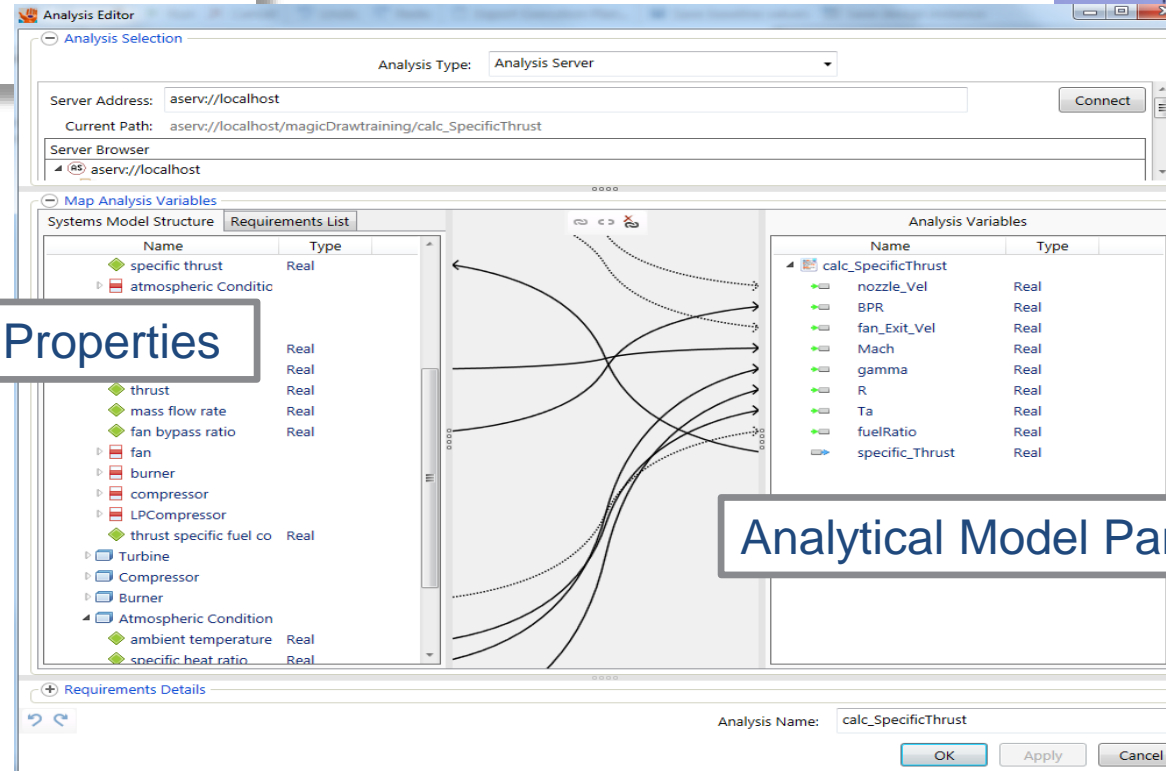 Analysis Editor
Analysis Selection
Analysis Type: Analysis Server
Server Address: aserv://localhost Connect
Current Path: aserv://localhost/magicDrawtraining/calc_SpecificThrust
Server Browser
AS aserv://localhost
Map Analysis Variables
Systems Model Structure Requirements List Analysis Variables
Name Type Name Type
specific thrust Real calc_SpecificThrust
atmospheric Conditic nozzle_Vel Real
BPR Real
fan_Exit_Vel Real
Properties
Real Mach Real
Real gamma Real
thrust Real R Real
mass flow rate Real Ta Real
fan bypass ratio Real fuelRatio Real
fan specific_Thrust Real
burner
compressor
LPCompressor
Analytical Model Par
thrust specific fuel co Real
Turbine
Compressor
Burner
Atmospheric Condition
ambient temperature Real
specific heat ratio Real
Requirements Details
Analysis Name: calc_SpecificThrust
OK Apply Cancel